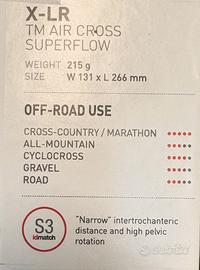 X-LR
TM AIR CROSS
SUPERFLOW
WEIGHT 215 g
SIZE W 131 x L 266 mm
OFF-ROAD USE
CROSS-COUNTRY / MARATHON
ALL-MOUNTAIN
CYCLOCROSS
GRAVEL
ROAD
S3
idmatch
"Narrow" intertrochanteric
distance and high pelvic
rotation